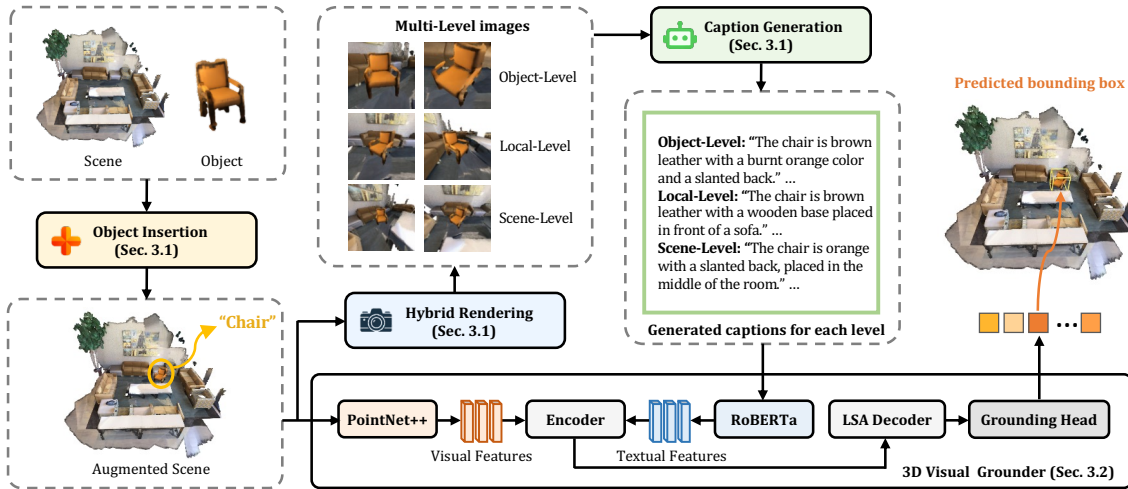 Scene
Object
Object Insertion
(Sec. 3.1)
"Chair"
Augmented Scene
Multi-Level images
Object-Level
Local-Level
Scene-Level
Hybrid Rendering
(Sec. 3.1)
Caption Generation
(Sec. 3.1)
Object-Level: "The chair is brown
leather with a burnt orange color
and a slanted back." ...
Local-Level: "The chair is brown
leather with a wooden base placed
in front of a sofa." ...
Scene-Level: "The chair is orange
with a slanted back, placed in the
middle of the room." ...
Generated captions for each level
Predicted bounding box
PointNet++
Visual Features
Encoder
Textual Features
RoBERTa
LSA Decoder
Grounding Head
3D Visual Grounder (Sec. 3.2)